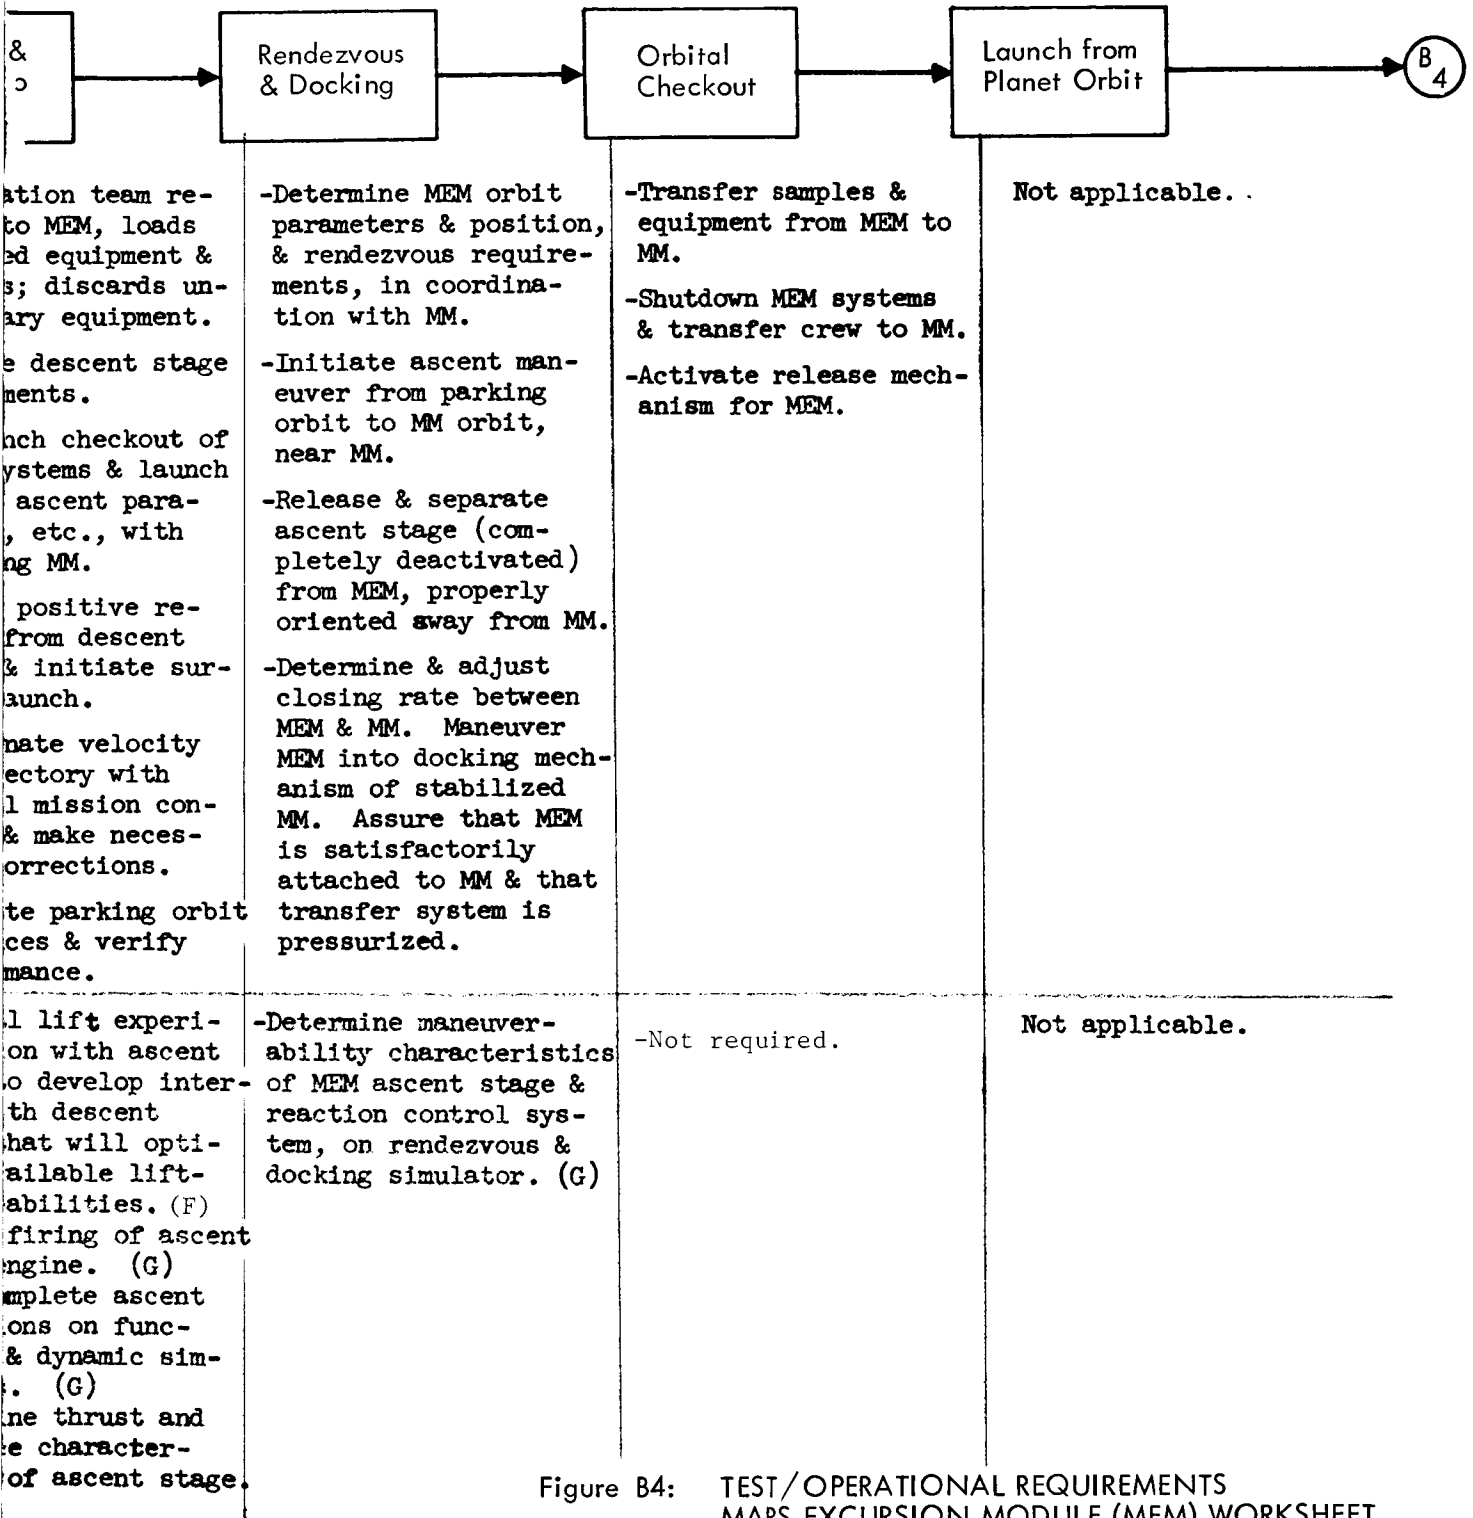 &
Rendezvous
& Docking
Orbital
Checkout
Launch from
Planet Orbit
B
4
ation team re-
to MEM, loads
ed equipment &
s; discards un-
ary equipment.
e descent stage
ments.
nch checkout of
ystems & launch
ascent para-
, etc., with
ng MM.
positive re-
from descent
& initiate sur-
aunch.
nate velocity
ectory with
l mission con-
& make neces-
orrections.
te parking orbit
ces & verify
mance.
-Determine MEM orbit
parameters & position,
& rendezvous require-
ments, in coordina-
tion with MM.
-Initiate ascent man-
euver from parking
orbit to MM orbit,
near MM.
-Release & separate
ascent stage (com-
pletely deactivated)
from MEM, properly
oriented away from MM.
-Determine & adjust
closing rate between
MEM & MM. Maneuver
MEM into docking mech-
anism of stabilized
MM. Assure that MEM
is satisfactorily
attached to MM & that
transfer system is
pressurized.
-Transfer samples &
equipment from MEM to
MM.
-Shutdown MEM systems
& transfer crew to MM.
-Activate release mech-
anism for MEM.
Not applicable.
l lift experi-
on with ascent
o develop inter-
th descent
hat will opti-
ailable lift-
abilities. (F)
firing of ascent
engine. (G)
mplete ascent
ions on func-
& dynamic sim-
. (G)
ne thrust and
e character-
of ascent stage.
-Determine maneuver-
ability characteristics
of MEM ascent stage &
reaction control sys-
tem, on rendezvous &
docking simulator. (G)
-Not required.
Not applicable.
Figure B4: TEST/OPERATIONAL REQUIREMENTS
MARS EXCURSION MODULE (MEM) WORKSHEET